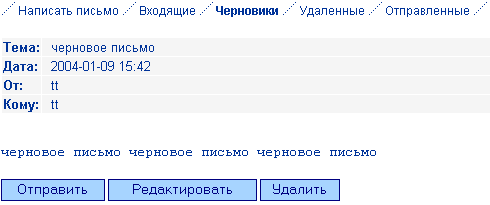 Написать письмо Входящие Черновики Удаленные Отправленные
Тема: черновое письмо
Дата: 2004-01-09 15:42
От: tt
Кому: tt
черновое письмо черновое письмо черновое письмо
Отправить Редактировать Удалить